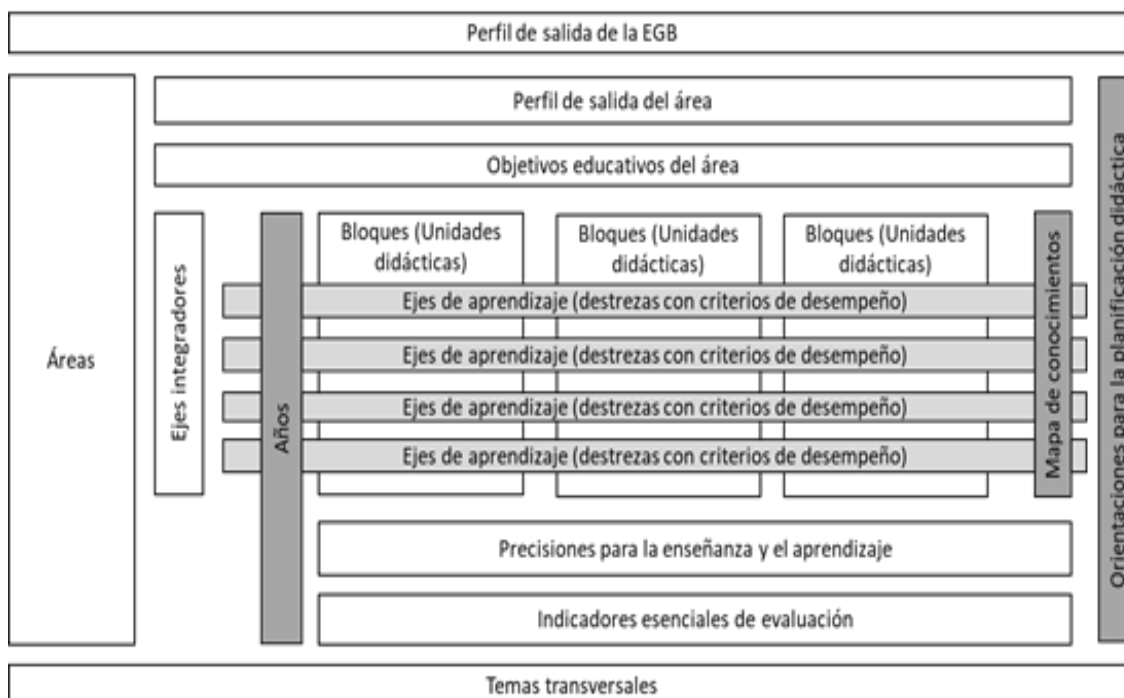 Perfil de salida de la EGB
Perfil de salida del área
Objetivos educativos del área
Áreas
Ejes integradores
Años
Bloques (Unidades
didácticas)
Bloques (Unidades
didácticas)
Bloques (Unidades
didácticas)
Ejes de aprendizaje (destrezas con criterios de desempeño)
Ejes de aprendizaje (destrezas con criterios de desempeño)
Ejes de aprendizaje (destrezas con criterios de desempeño)
Ejes de aprendizaje (destrezas con criterios de desempeño)
Mapa de conocimientos
Orientaciones para la planificación didáctica
Precisiones para la enseñanza y el aprendizaje
Indicadores esenciales de evaluación
Temas transversales